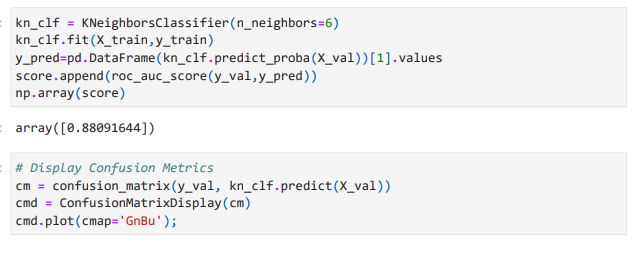 kn_clf = KNeighborsClassifier(n_neighbors=6)
kn_clf.fit(X_train,y_train)
y_pred=pd.DataFrame(kn_clf.predict_proba(X_val))[1].values
score.append(roc_auc_score(y_val,y_pred))
np.array(score)
array([0.88091644])
# Display Confusion Metrics
cm = confusion_matrix(y_val, kn_clf.predict(X_val))
cmd = ConfusionMatrixDisplay(cm)
cmd.plot(cmap='GnBu');